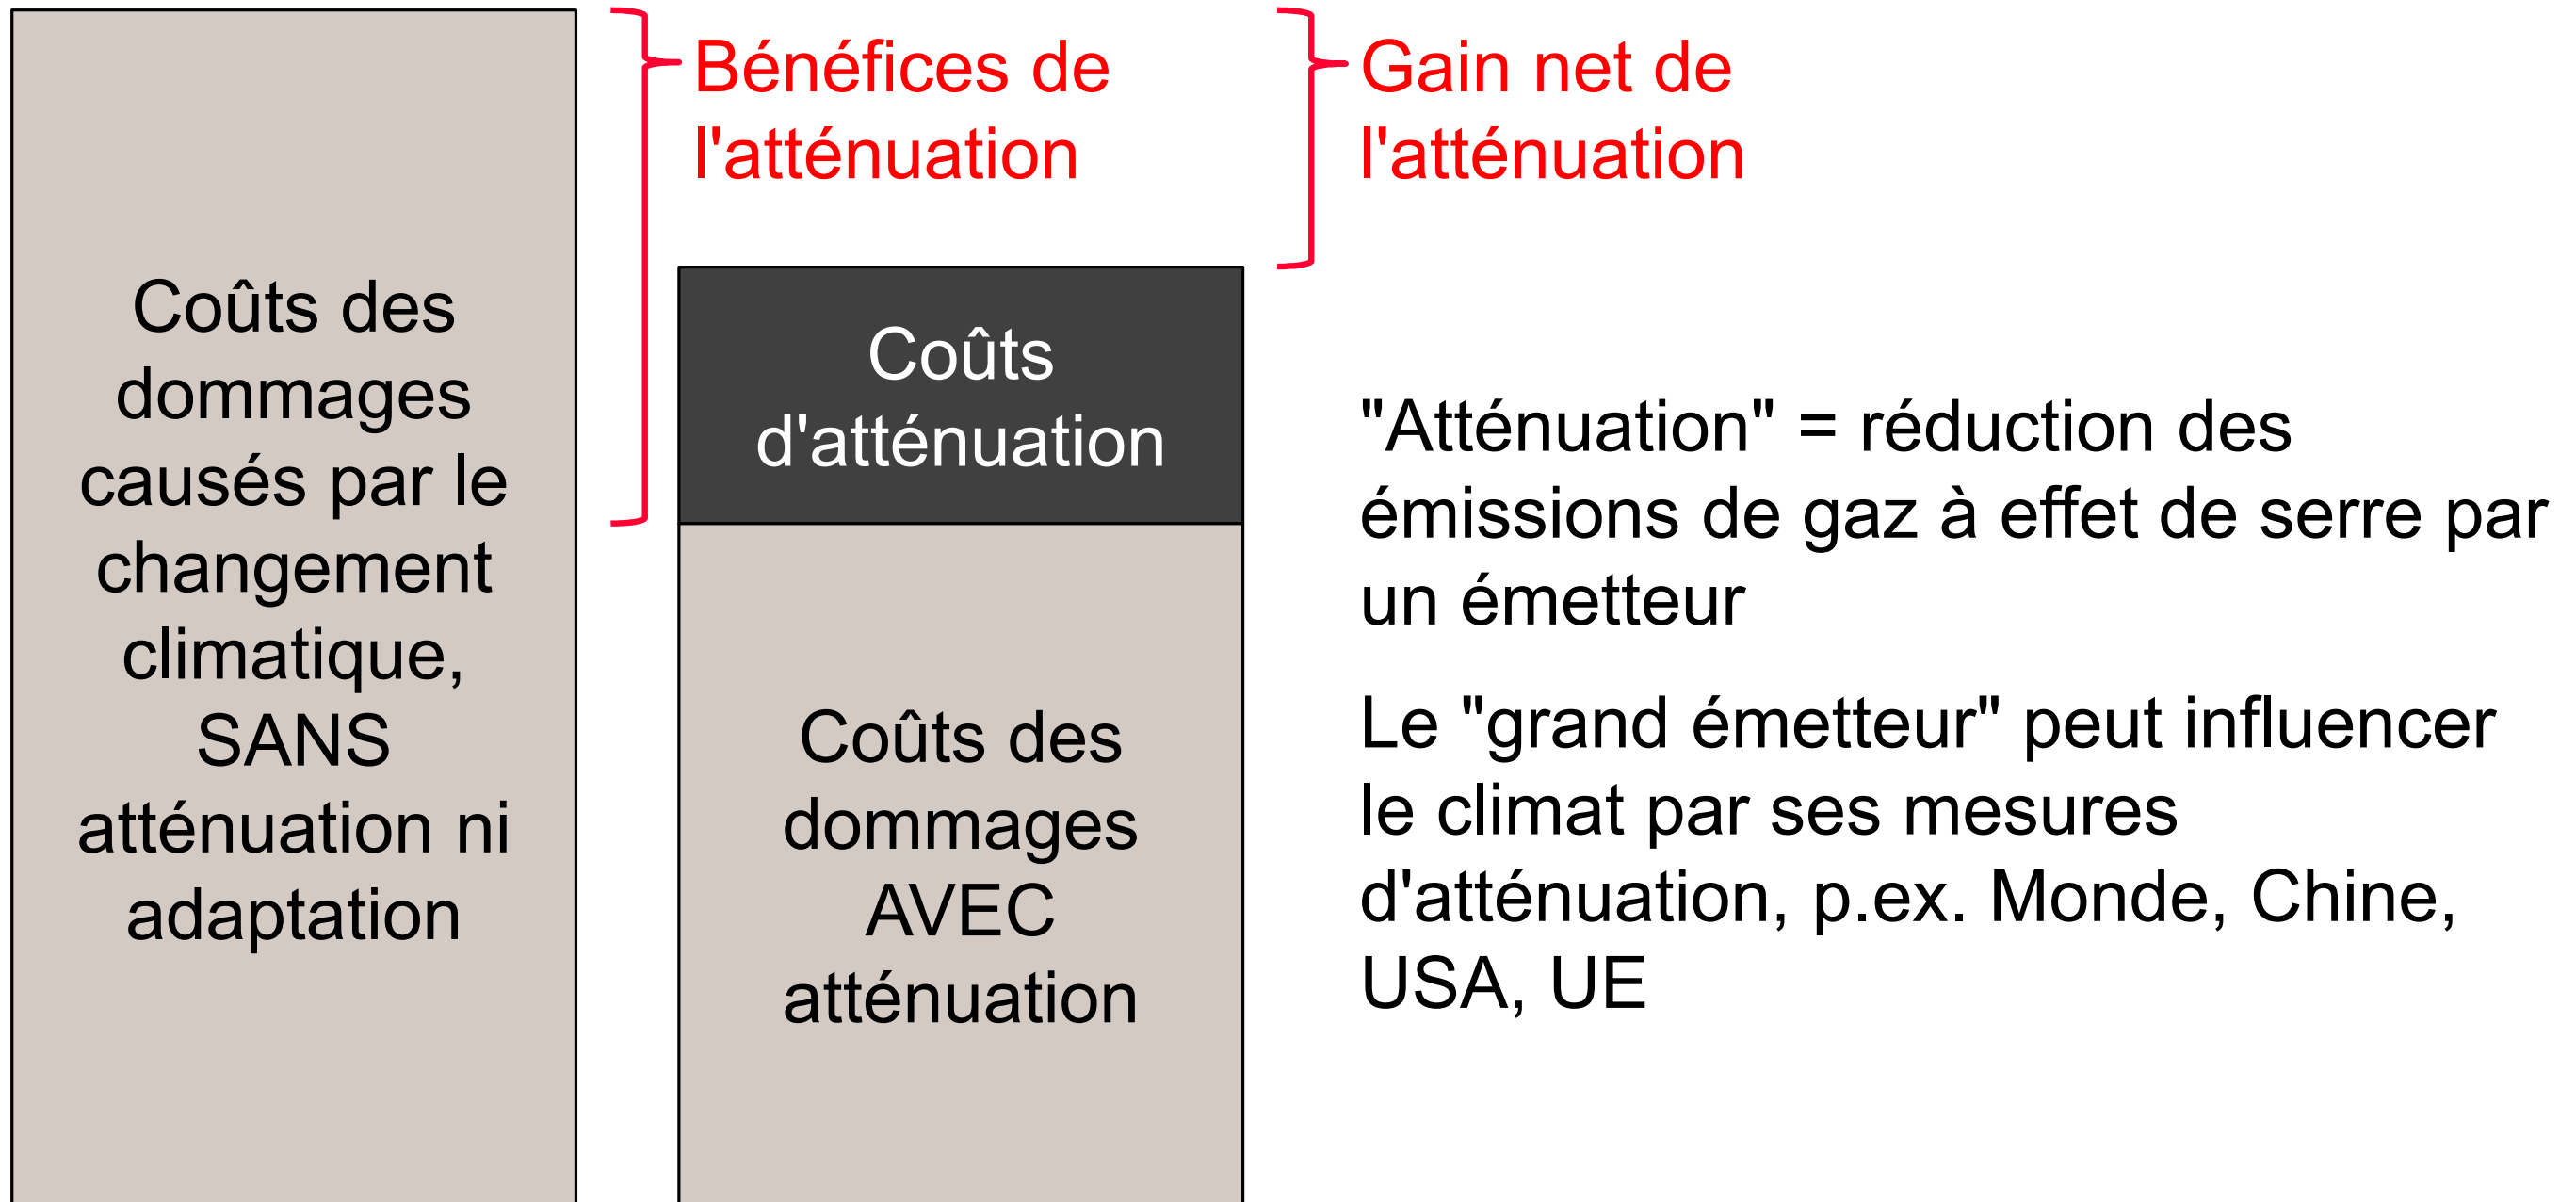 Coûts des
dommages
causés par le
changement
climatique,
SANS
atténuation ni
adaptation
Bénéfices de
l'atténuation
Coûts
d'atténuation
Coûts des
dommages
AVEC
atténuation
Gain net de
l'atténuation
"Atténuation" = réduction des
émissions de gaz à effet de serre par
un émetteur
Le "grand émetteur" peut influencer
le climat par ses mesures
d'atténuation, p.ex. Monde, Chine,
USA, UE